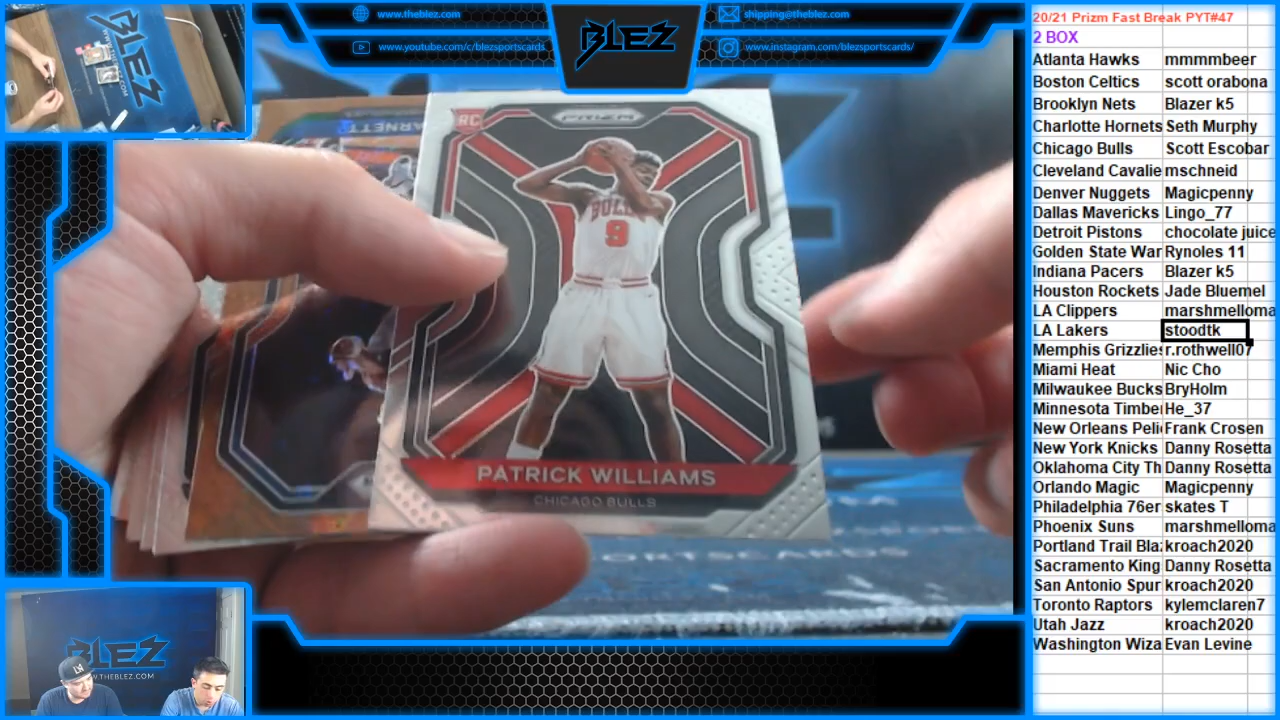 www.theblez.com
www.youtube.com/c/blezsportscards
BLEZ
shipping@theblez.com
www.instagram.com/blezsportscards/
BLEZ
ARNETT
RC
PRIZM
BULLS
9
PATRICK WILLIAMS
CHICAGO BULLS
SPORTSCARDS
BLEZ
WWW.THEBLEZ.COM
LA
20/21 Prizm Fast Break PYT#47
2 BOX
Atlanta Hawks mmmmbeer
Boston Celtics scott orabona
Brooklyn Nets Blazer k5
Charlotte Hornets Seth Murphy
Chicago Bulls Scott Escobar
Cleveland Cavalie mschneid
Denver Nuggets Magicpenny
Dallas Mavericks Lingo_77
Detroit Pistons chocolate juice
Golden State War Rynoles 11
Indiana Pacers Blazer k5
Houston Rockets Jade Bluemel
LA Clippers marshmelloma
LA Lakers stoodtk
Memphis Grizzlies r.rothwell07
Miami Heat Nic Cho
Milwaukee Bucks BryHolm
Minnesota Timber He_37
New Orleans Peli Frank Crosen
New York Knicks Danny Rosetta
Oklahoma City Th Danny Rosetta
Orlando Magic Magicpenny
Philadelphia 76er skates T
Phoenix Suns marshmelloma
Portland Trail Bla kroach2020
Sacramento King Danny Rosetta
San Antonio Spur kroach2020
Toronto Raptors kylemclaren7
Utah Jazz kroach2020
Washington Wiza Evan Levine